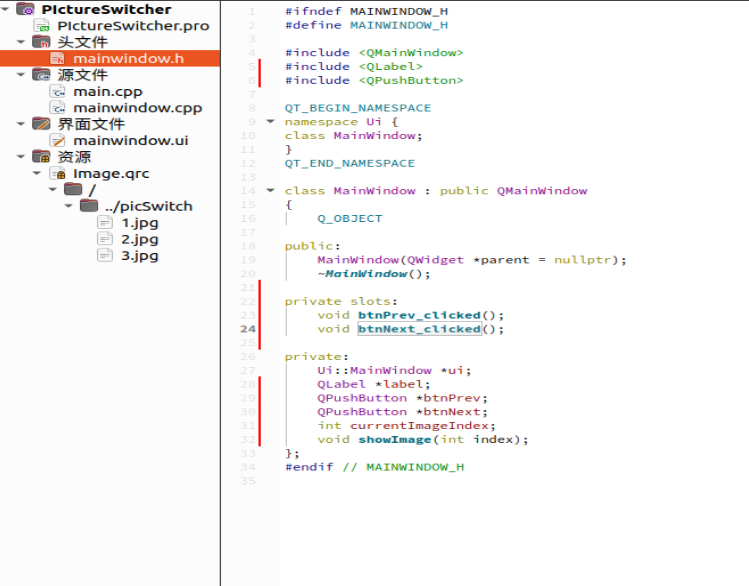 PIctureSwitcher
PIctureSwitcher.pro
头文件
mainwindow.h
源文件
main.cpp
mainwindow.cpp
界面文件
mainwindow.ui
资源
Image.qrc
/
../picSwitch
1.jpg
2.jpg
3.jpg
1 #ifndef MAINWINDOW_H
2 #define MAINWINDOW_H
3
4 #include <QMainWindow>
5 #include <QLabel>
6 #include <QPushButton>
7
8 QT_BEGIN_NAMESPACE
9 namespace Ui {
10 class MainWindow;
11 }
12 QT_END_NAMESPACE
13
14 class MainWindow : public QMainWindow
15 {
16 Q_OBJECT
17
18 public:
19 MainWindow(QWidget *parent = nullptr);
20 ~MainWindow();
21
22 private slots:
23 void btnPrev_clicked();
24 void btnNext_clicked();
25
26 private:
27 Ui::MainWindow *ui;
28 QLabel *label;
29 QPushButton *btnPrev;
30 QPushButton *btnNext;
31 int currentImageIndex;
32 void showImage(int index);
33 };
34 #endif // MAINWINDOW_H
35